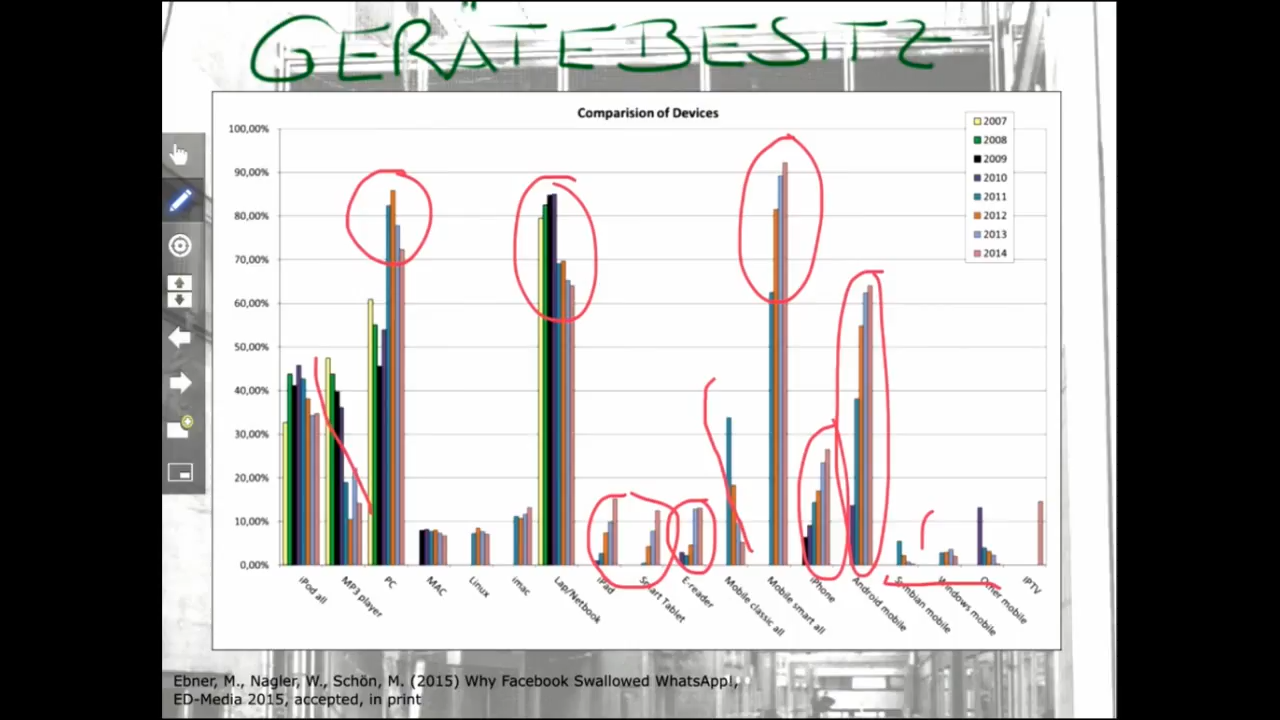 GERÄTEBESITZ
Comparision of Devices
100,00%
90,00%
80,00%
70,00%
60,00%
50,00%
40,00%
30,00%
20,00%
10,00%
0,00%
2007
2008
2009
2010
2011
2012
2013
2014
iPod all
MP3 player
PC
MAC
Linux
imac
Lap/Netbook
iPad
Smart Tablet
E-reader
Mobile classic all
Mobile smart all
iPhone
Android mobile
Symbian mobile
Windows mobile
Other mobile
IPTV
Ebner, M., Nagler, W., Schön, M. (2015) Why Facebook Swallowed WhatsApp!,
ED-Media 2015, accepted, in print